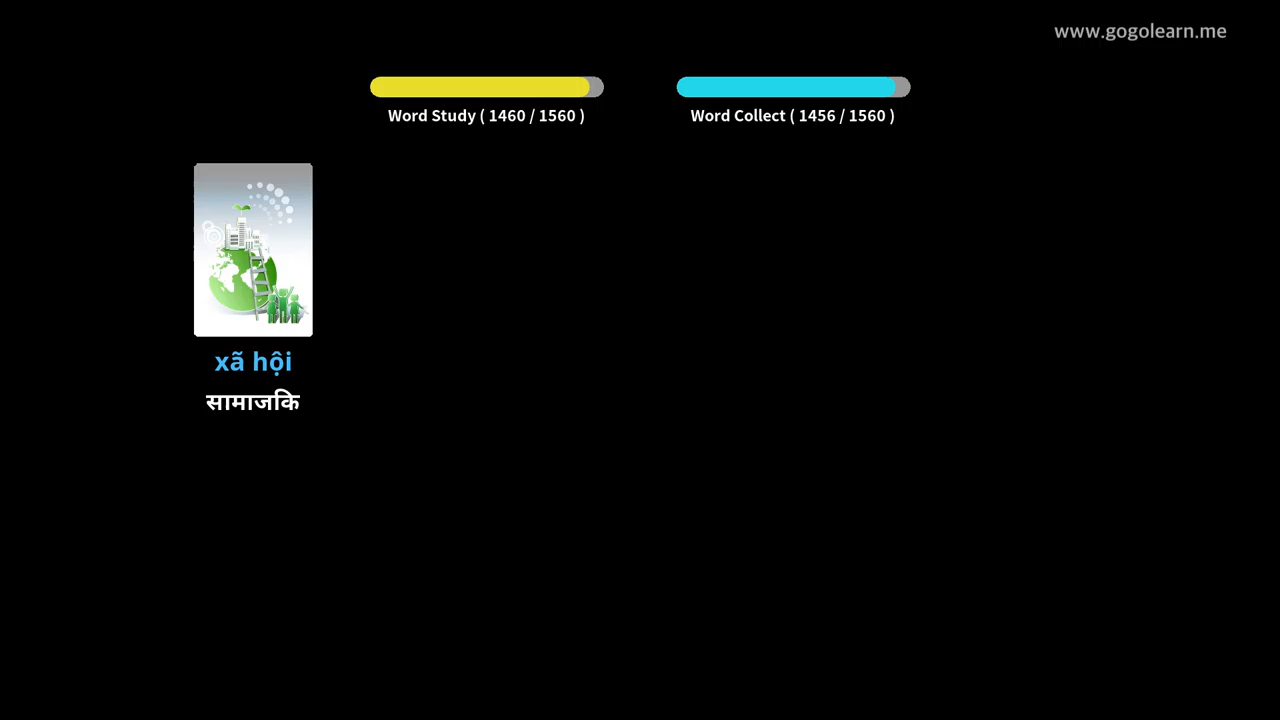 www.gogolearn.me
Word Study ( 1460 / 1560 )
Word Collect ( 1456 / 1560 )
xã hội
सामाजकि